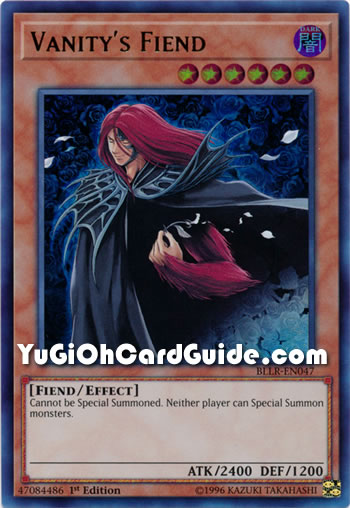 VANITY'S FIEND
DARK
闇
YuGiOhCardGuide.com
BLLR-EN047
[FIEND/EFFECT]
Cannot be Special Summoned. Neither player can Special Summon
monsters.
ATK/2400 DEF/1200
47084486 1st Edition ©1996 KAZUKI TAKAHASHI